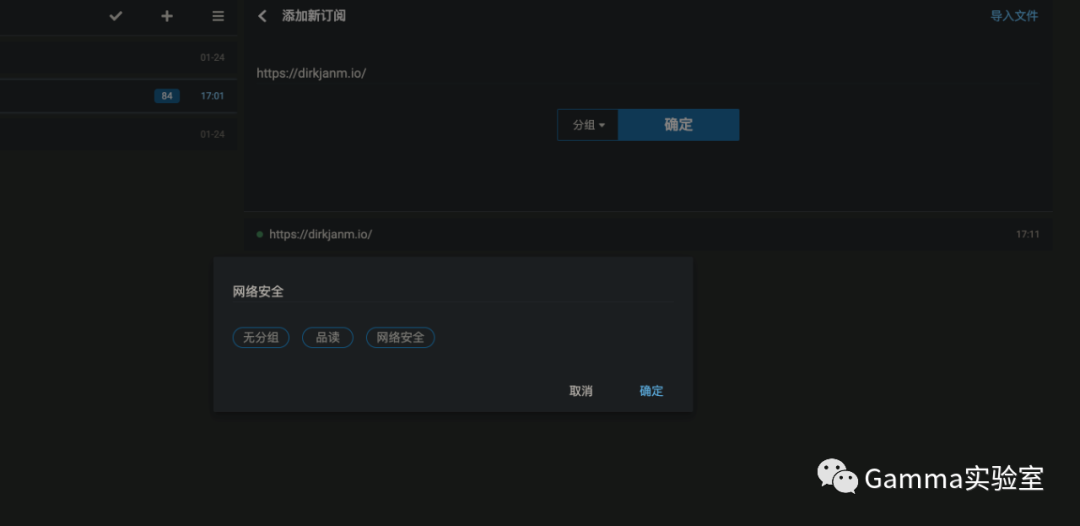 添加新订阅
导入文件
01-24
84
17:01
01-24
https://dirkjanm.io/
分组
确定
https://dirkjanm.io/
17:11
网络安全
无分组
品读
网络安全
取消
确定
Gamma实验室